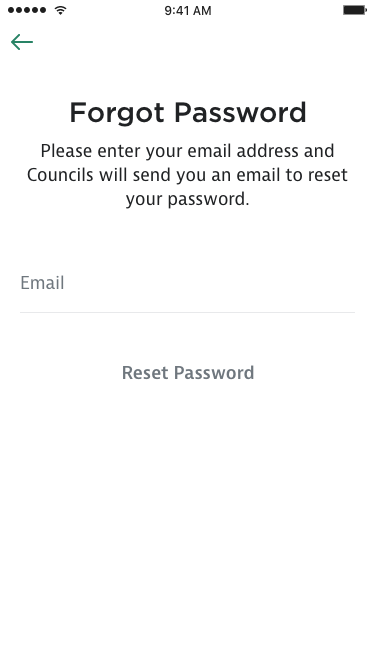 9:41 AM
Forgot Password
Please enter your email address and
Councils will send you an email to reset
your password.
Email
Reset Password